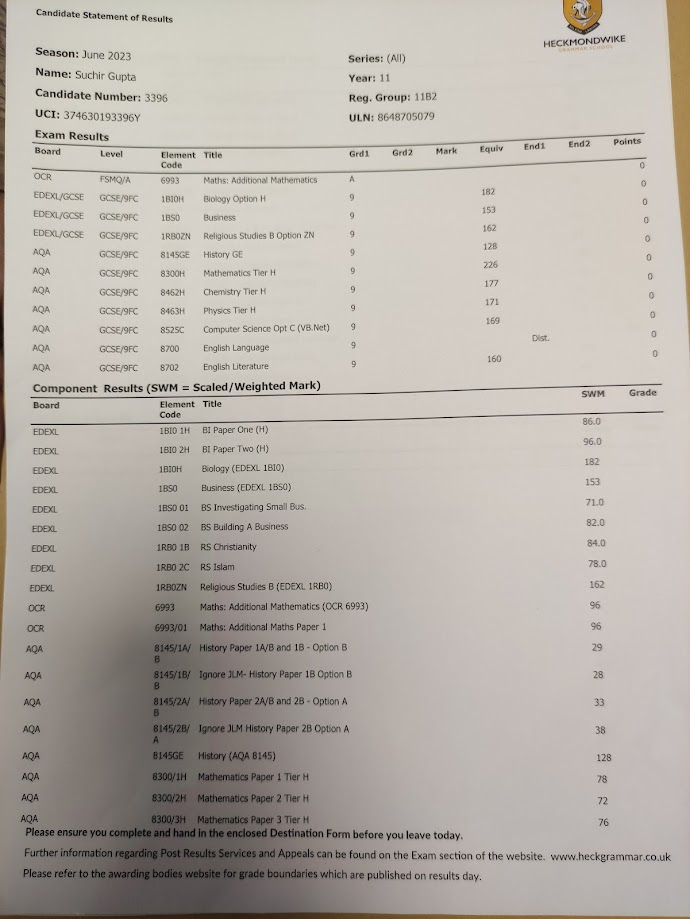 Candidate Statement of Results
HECKMONDWIKE
GRAMMAR SCHOOL
Season: June 2023 Series: (All)
Name: Suchir Gupta Year: 11
Candidate Number: 3396 Reg. Group: 11B2
UCI: 374630193396Y ULN: 8648705079
Exam Results
Board Level Element Code Title Grd1 Grd2 Mark Equiv End1 End2 Points
OCR FSMQ/A 6993 Maths: Additional Mathematics A 0
EDEXL/GCSE GCSE/9FC 1BI0H Biology Option H 9 182 0
EDEXL/GCSE GCSE/9FC 1BS0 Business 9 153 0
EDEXL/GCSE GCSE/9FC 1RB0ZN Religious Studies B Option ZN 9 162 0
AQA GCSE/9FC 8145GE History GE 9 128 0
AQA GCSE/9FC 8300H Mathematics Tier H 9 226 0
AQA GCSE/9FC 8462H Chemistry Tier H 9 177 0
AQA GCSE/9FC 8463H Physics Tier H 9 171 0
AQA GCSE/9FC 8525C Computer Science Opt C (VB.Net) 9 169 0
AQA GCSE/9FC 8700 English Language 9 Dist. 0
AQA GCSE/9FC 8702 English Literature 9 160 0
Component Results (SWM = Scaled/Weighted Mark)
Board Element Code Title SWM Grade
EDEXL 1BI0 1H BI Paper One (H) 86.0
EDEXL 1BI0 2H BI Paper Two (H) 96.0
EDEXL 1BI0H Biology (EDEXL 1BI0) 182
EDEXL 1BS0 Business (EDEXL 1BS0) 153
EDEXL 1BS0 01 BS Investigating Small Bus. 71.0
EDEXL 1BS0 02 BS Building A Business 82.0
EDEXL 1RB0 1B RS Christianity 84.0
EDEXL 1RB0 2C RS Islam 78.0
EDEXL 1RB0ZN Religious Studies B (EDEXL 1RB0) 162
OCR 6993 Maths: Additional Mathematics (OCR 6993) 96
OCR 6993/01 Maths: Additional Maths Paper 1 96
AQA 8145/1A/B History Paper 1A/B and 1B - Option B 29
AQA 8145/1B/B Ignore JLM- History Paper 1B Option B 28
AQA 8145/2A/B History Paper 2A/B and 2B - Option A 33
AQA 8145/2B/A Ignore JLM History Paper 2B Option A 38
AQA 8145GE History (AQA 8145) 128
AQA 8300/1H Mathematics Paper 1 Tier H 78
AQA 8300/2H Mathematics Paper 2 Tier H 72
AQA 8300/3H Mathematics Paper 3 Tier H 76
Please ensure you complete and hand in the enclosed Destination Form before you leave today.
Further information regarding Post Results Services and Appeals can be found on the Exam section of the website. www.heckgrammar.co.uk
Please refer to the awarding bodies website for grade boundaries which are published on results day.